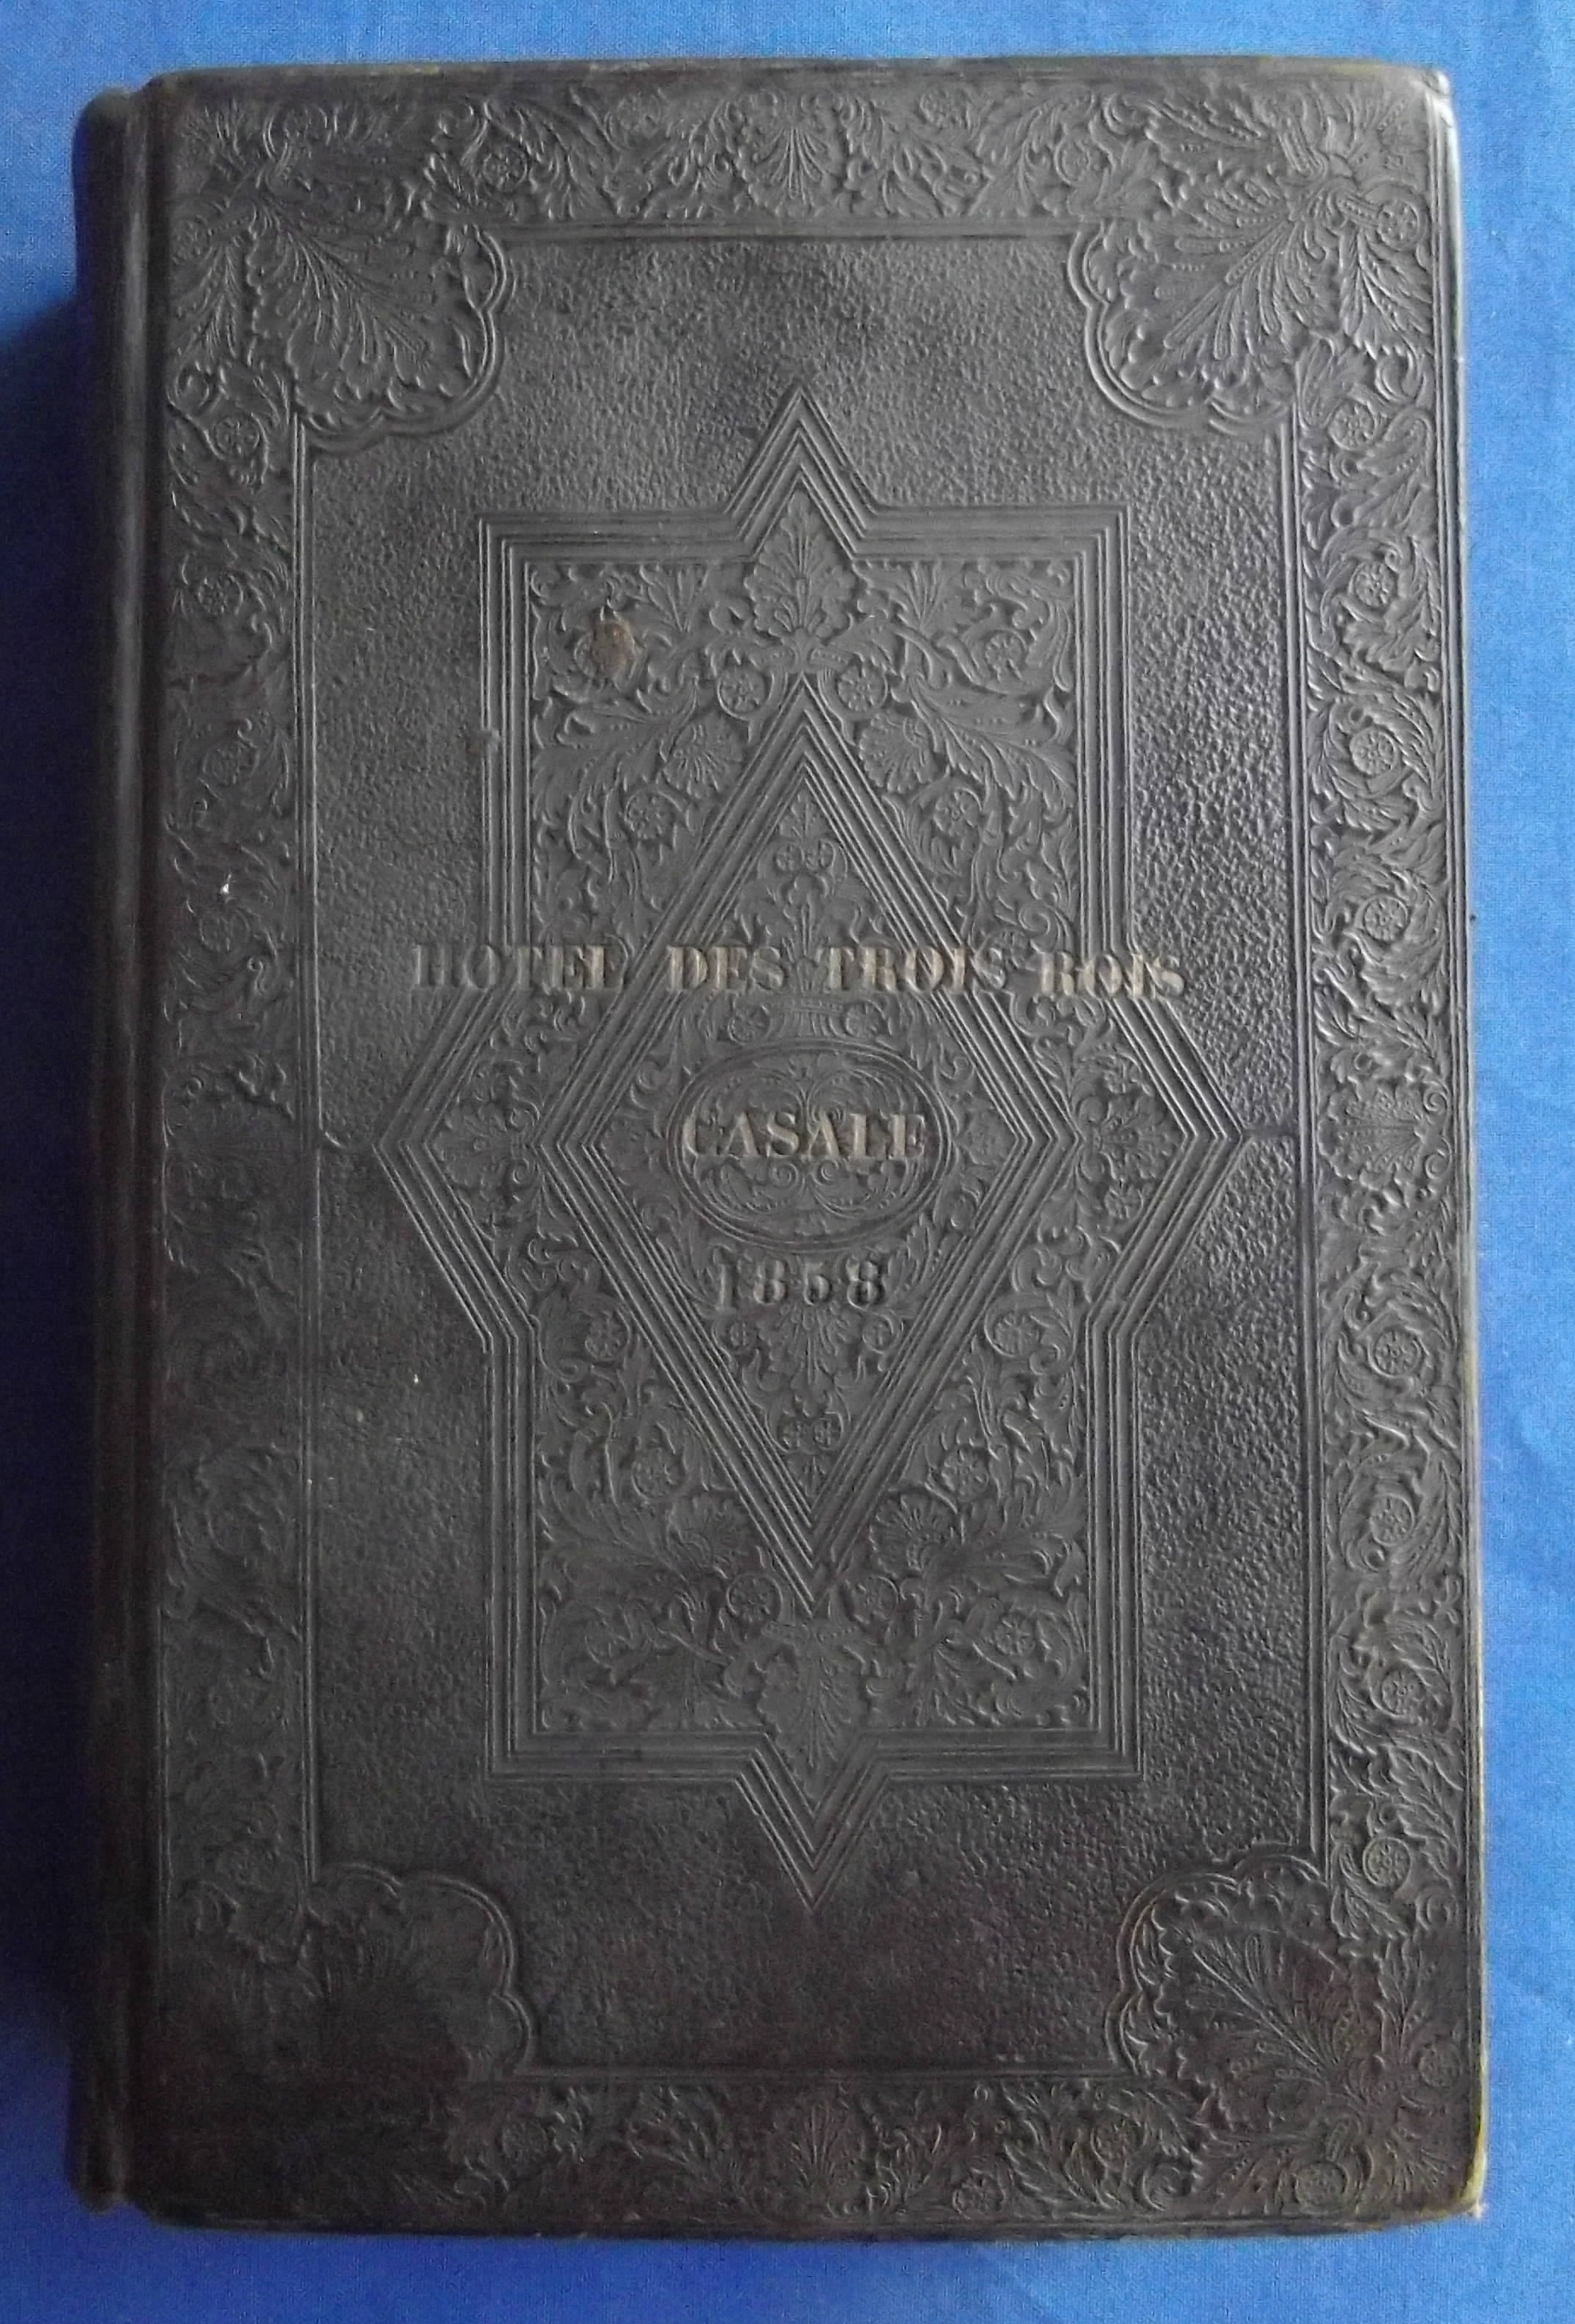 HOTEL DES TROIS ROIS
CASALE
1858